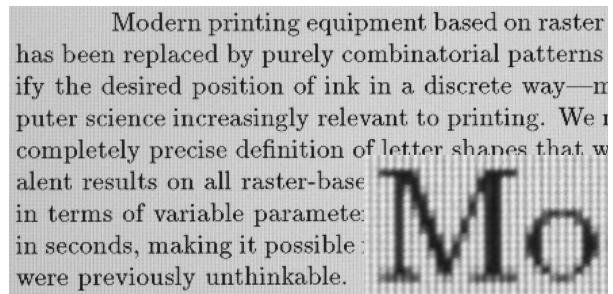 Modern printing equipment based on raster
has been replaced by purely combinatorial patterns
ify the desired position of ink in a discrete way—m
puter science increasingly relevant to printing. We
completely precise definition of letter shapes that
alent results on all raster-base
in terms of variable paramete
in seconds, making it possible
were previously unthinkable.
Mo